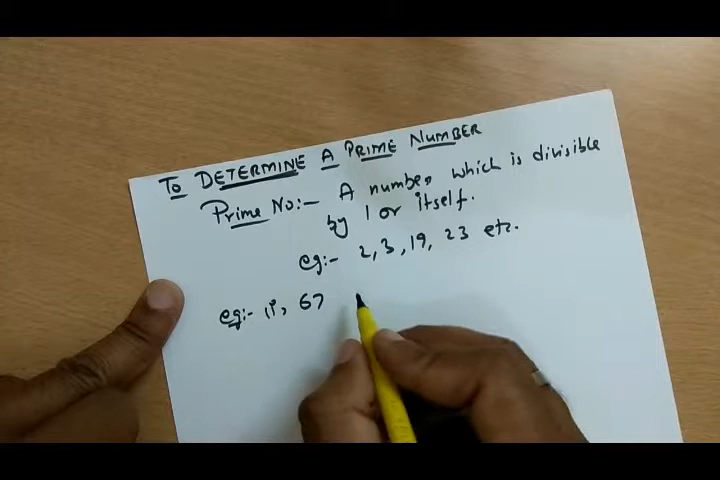 TO DETERMINE A PRIME NUMBER
Prime No:- A number, which is divisible
by 1 or itself.
eg:- 2, 3, 19, 23 etc.
eg:- (i), 67